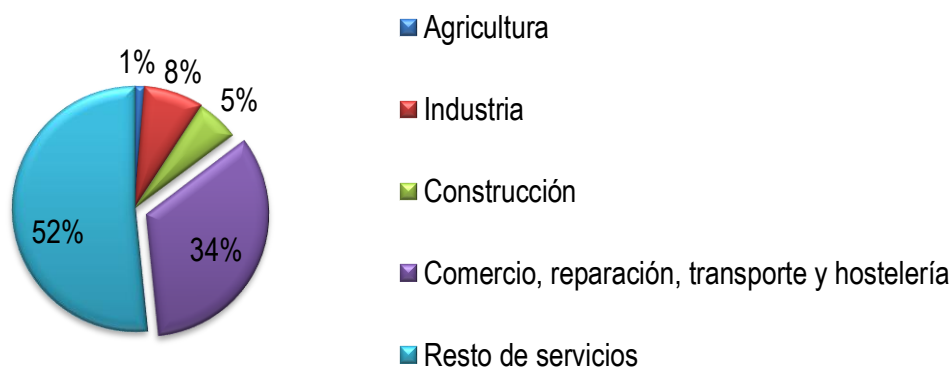 1%
8%
5%
34%
52%
Agricultura
Industria
Construcción
Comercio, reparación, transporte y hostelería
Resto de servicios